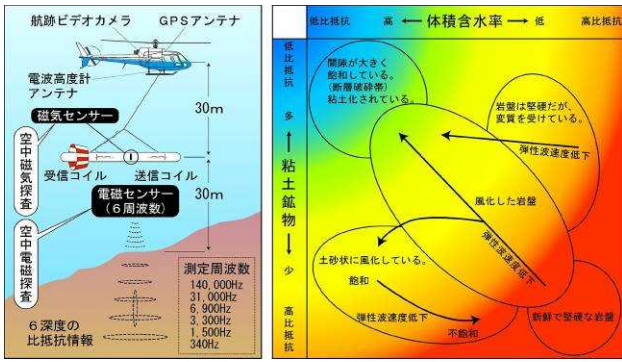 航跡ビデオカメラ
GPSアンテナ
電波高度計
アンテナ
磁気センサー
30m
空中磁気探査
受信コイル
送信コイル
電磁センサー
(6周波数)
30m
空中電磁探査
測定周波数
140,000Hz
31,000Hz
6,900Hz
3,300Hz
1,500Hz
340Hz
6深度の
比抵抗情報
低比抵抗
高
体積含水率
低
高比抵抗
低比抵抗
多
粘土鉱物
少
高比抵抗
間隙が大きく
飽和している。
(断層破砕帯)
粘土化されている。
岩盤は堅硬だが、
変質を受けている。
弾性波速度低下
風化した岩盤
弾性波速度低下
土砂状に風化している。
飽和
弾性波速度低下
不飽和
新鮮で堅硬な岩盤